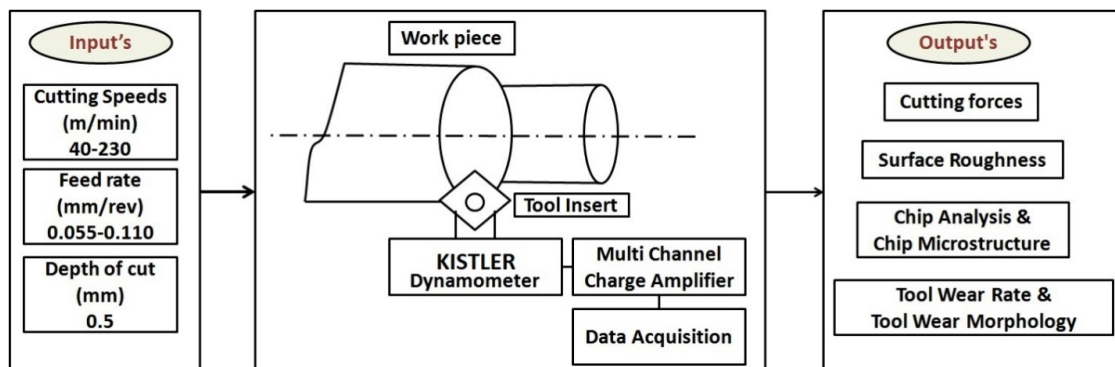 Input's
Cutting Speeds
(m/min)
40-230
Feed rate
(mm/rev)
0.055-0.110
Depth of cut
(mm)
0.5
Work piece
Tool Insert
KISTLER
Dynamometer
Multi Channel
Charge Amplifier
Data Acquisition
Output's
Cutting forces
Surface Roughness
Chip Analysis &
Chip Microstructure
Tool Wear Rate &
Tool Wear Morphology